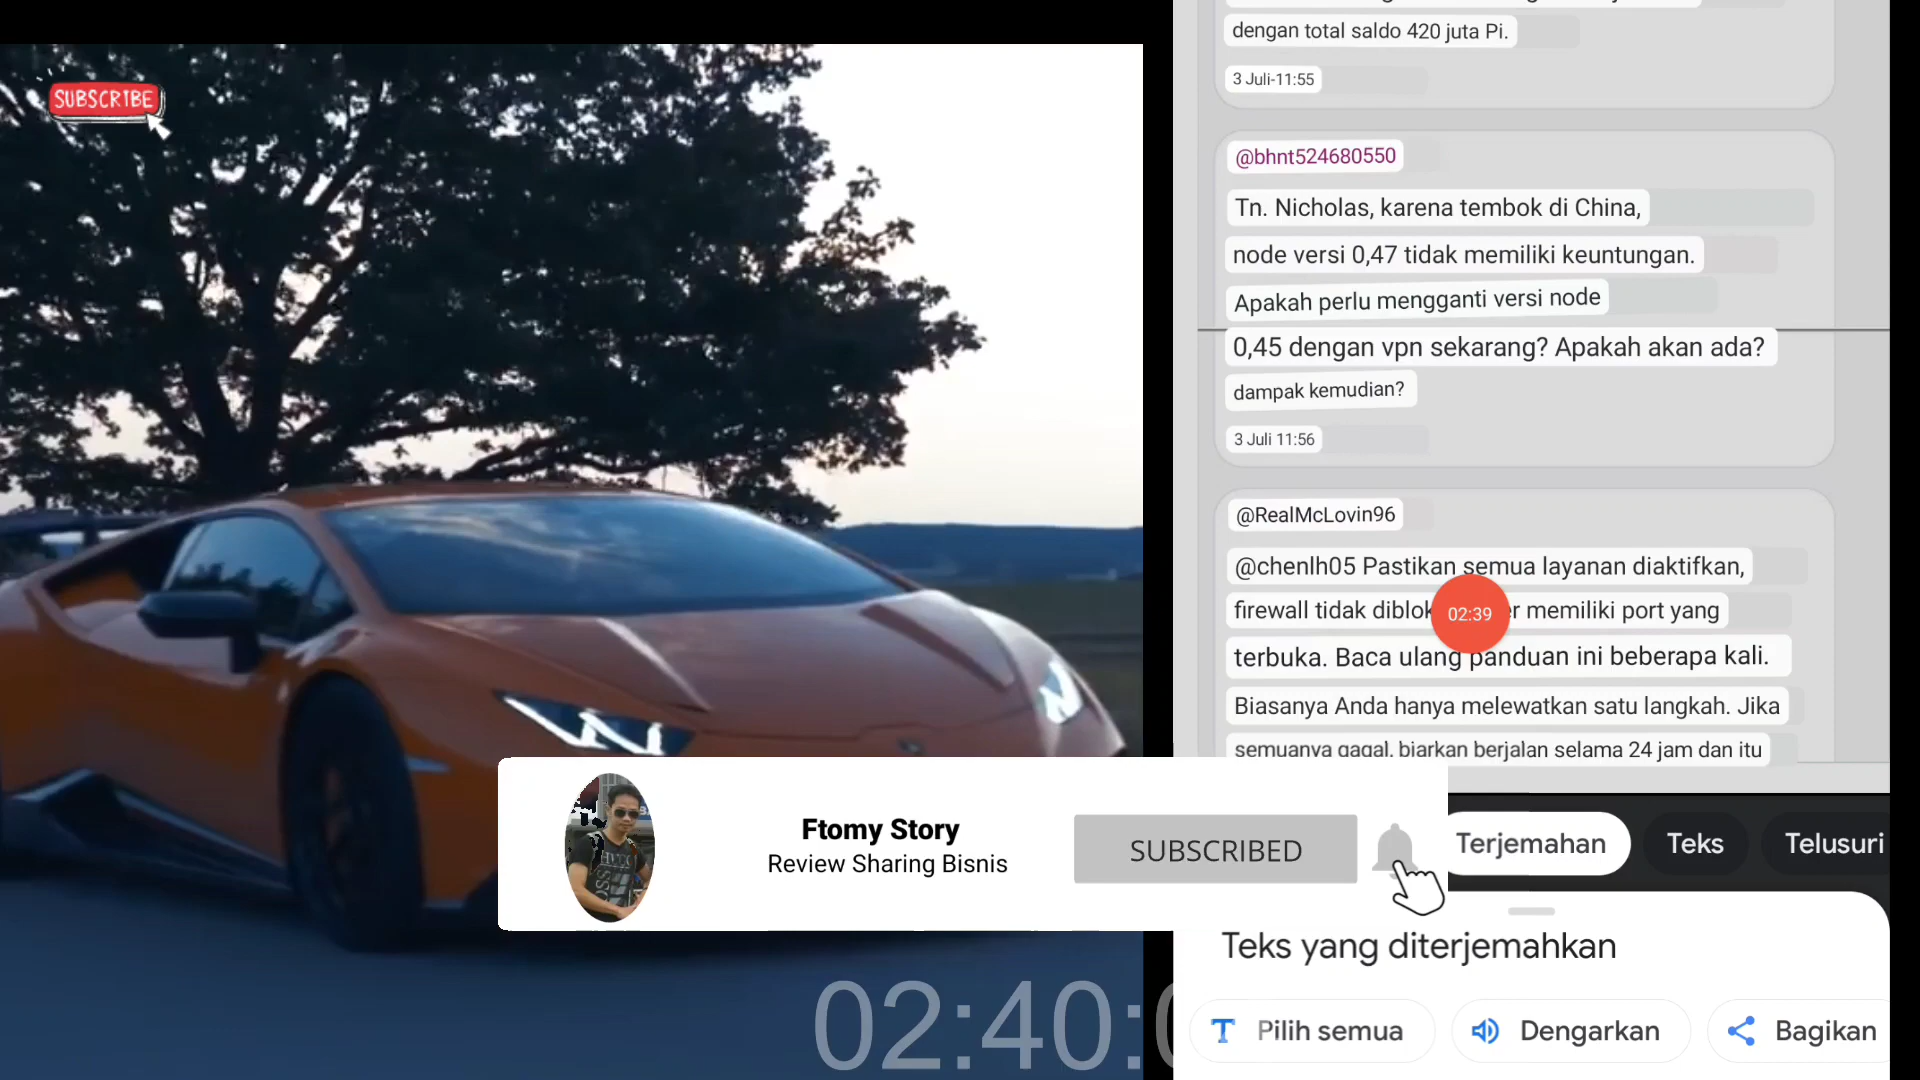 SUBSCRIBE
dengan total saldo 420 juta Pi.
3 Juli-11:55
@bhnt524680550
Tn. Nicholas, karena tembok di China,
node versi 0,47 tidak memiliki keuntungan.
Apakah perlu mengganti versi node
0,45 dengan vpn sekarang? Apakah akan ada?
dampak kemudian?
3 Juli 11:56
@RealMcLovin96
@chenlh05 Pastikan semua layanan diaktifkan,
firewall tidak memiliki port yang
02:39
terbuka. Baca ulang panduan ini beberapa kali.
Biasanya Anda hanya melewatkan satu langkah. Jika
semuanya gagal, biarkan berjalan selama 24 jam dan itu
Ftomy Story
Review Sharing Bisnis
SUBSCRIBED
Terjemahan
Teks
Telusuri
Teks yang diterjemahkan
Pilih semua
Dengarkan
Bagikan
02:40: